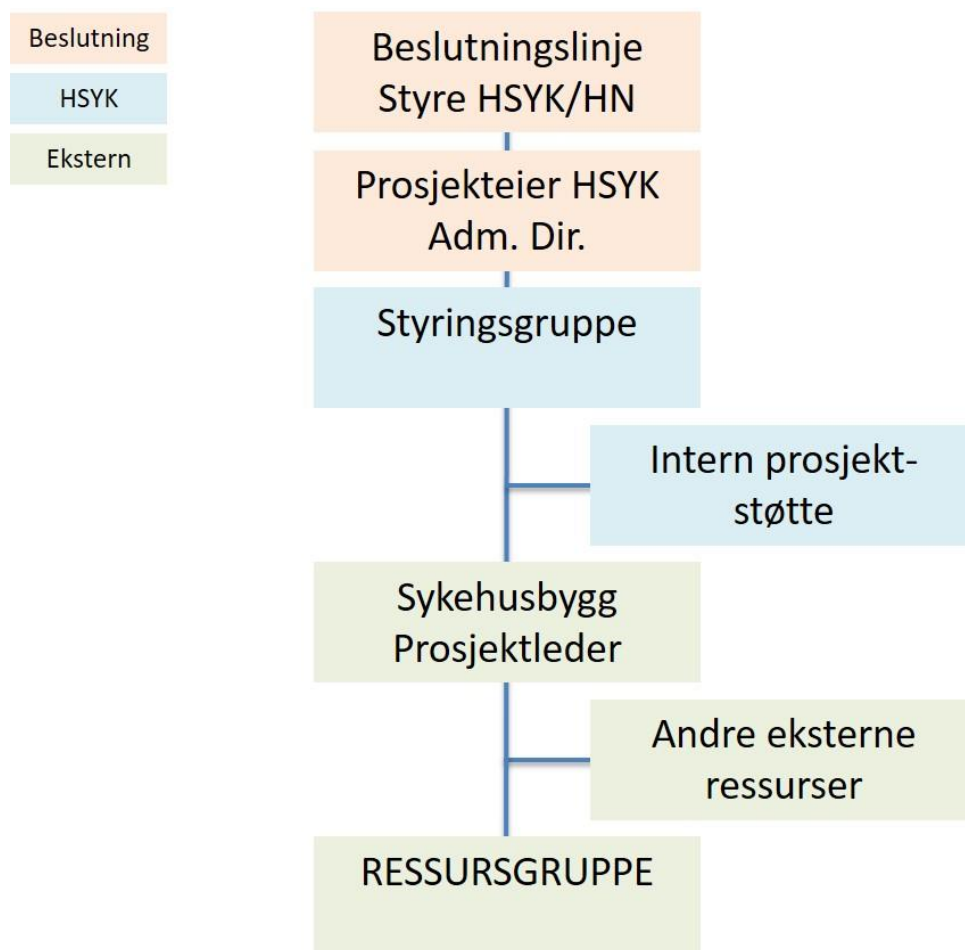 Beslutning
HSYK
Ekstern
Beslutningslinje
Styre HSYK/HN
Prosjekteier HSYK
Adm. Dir.
Styringsgruppe
Intern prosjekt-
støtte
Sykehusbygg
Prosjektleder
Andre eksterne
ressurser
RESSURSGRUPPE